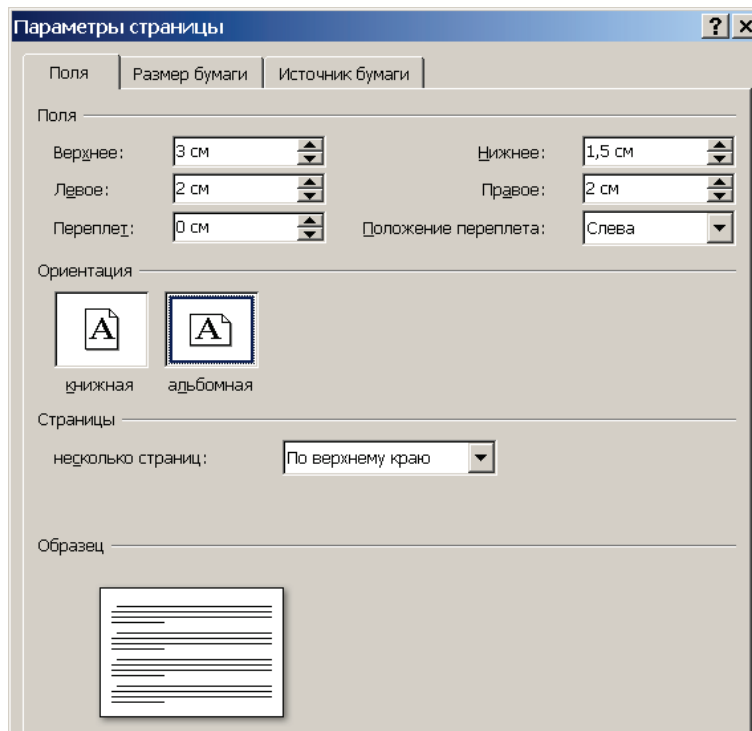 Параметры страницы ? ×
Поля Размер бумаги Источник бумаги
Поля
Верхнее: 3 см Нижнее: 1,5 см
Левое: 2 см Правое: 2 см
Переплет: 0 см Положение переплета: Слева
Ориентация
A A
книжная альбомная
Страницы
несколько страниц: По верхнему краю
Образец